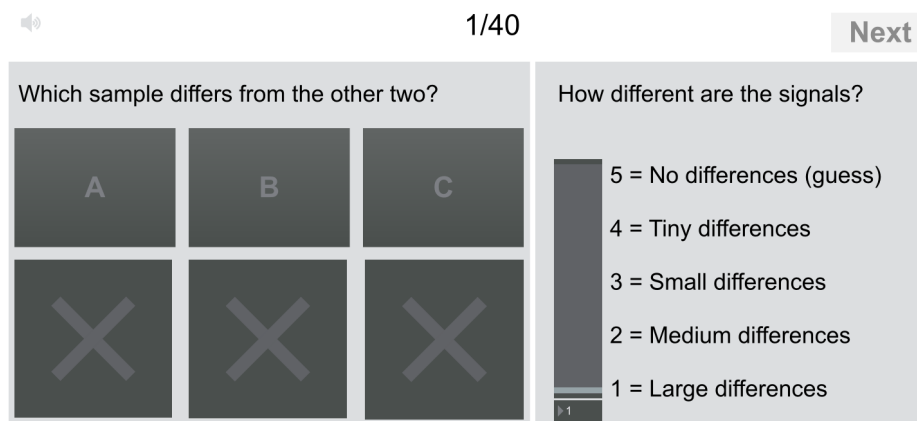 1/40
Next
Which sample differs from the other two?
A
B
C
How different are the signals?
5 = No differences (guess)
4 = Tiny differences
3 = Small differences
2 = Medium differences
1 = Large differences
1